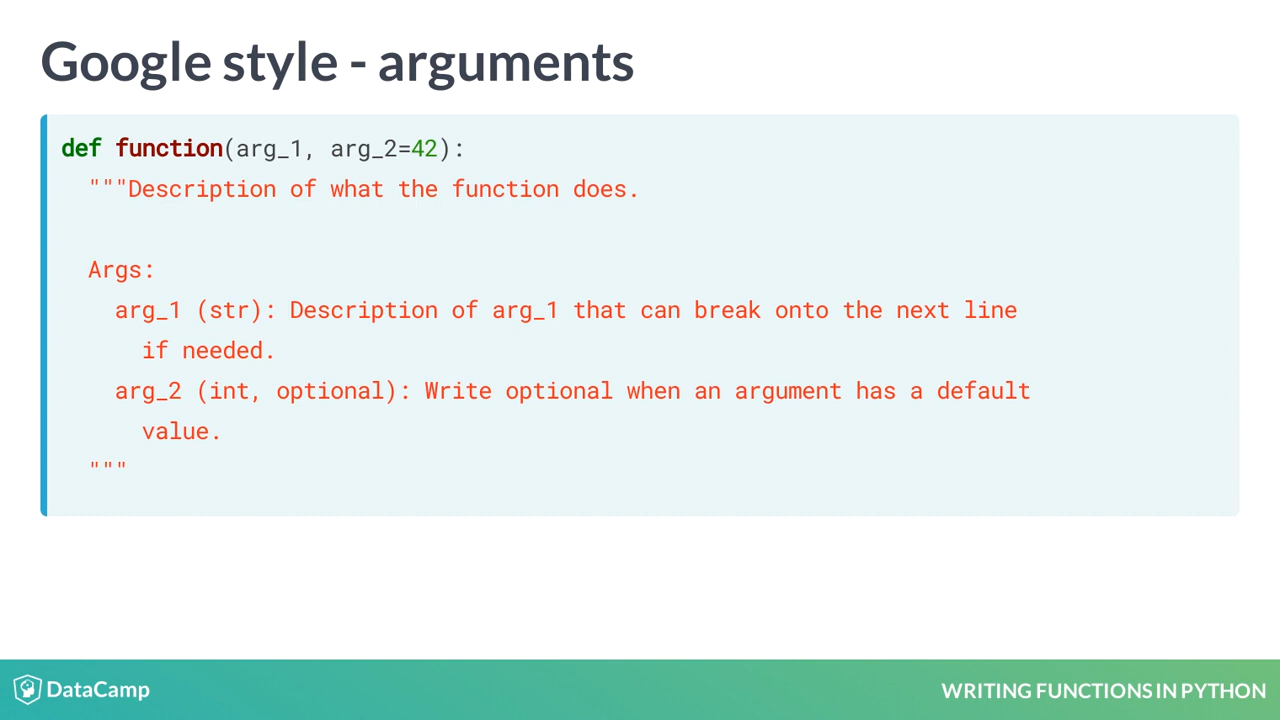 Google style - arguments
def function(arg_1, arg_2=42):
"""Description of what the function does.
Args:
arg_1 (str): Description of arg_1 that can break onto the next line
if needed.
arg_2 (int, optional): Write optional when an argument has a default
value.
"""
DataCamp
WRITING FUNCTIONS IN PYTHON